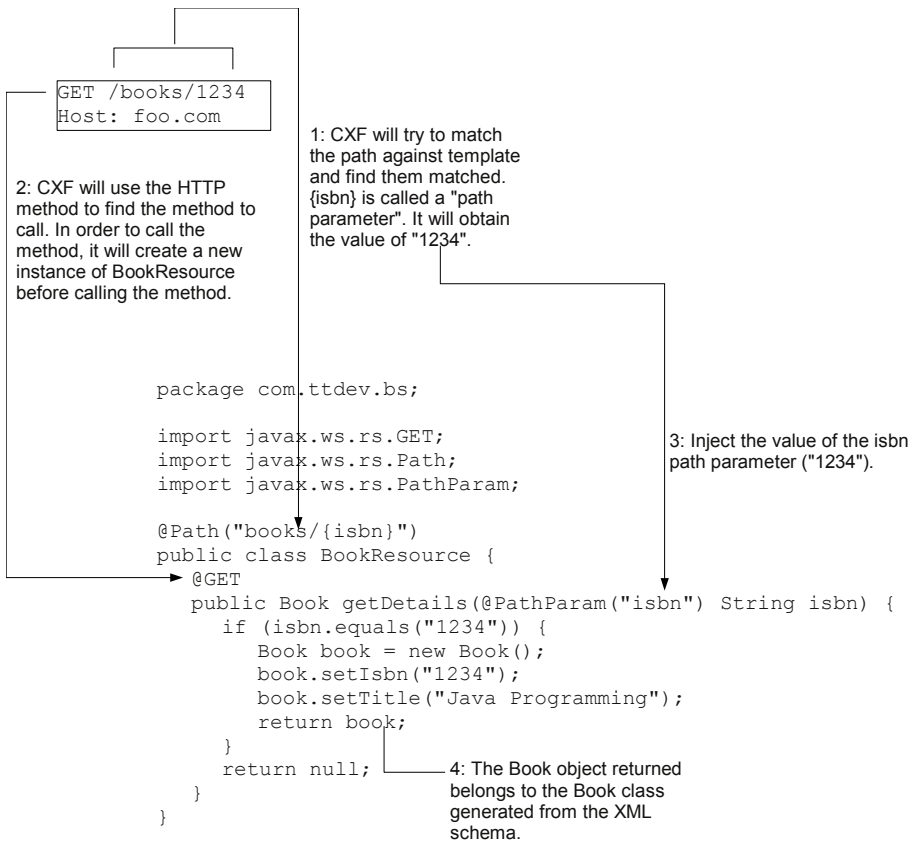 GET /books/1234
Host: foo.com
1: CXF will try to match
the path against template
and find them matched.
{isbn} is called a "path
parameter". It will obtain
the value of "1234".
2: CXF will use the HTTP
method to find the method to
call. In order to call the
method, it will create a new
instance of BookResource
before calling the method.
package com.ttdev.bs;
import javax.ws.rs.GET;
import javax.ws.rs.Path;
import javax.ws.rs.PathParam;
3: Inject the value of the isbn
path parameter ("1234").
@Path("books/{isbn}")
public class BookResource {
@GET
public Book getDetails(@PathParam("isbn") String isbn) {
if (isbn.equals("1234")) {
Book book = new Book();
book.setIsbn("1234");
book.setTitle("Java Programming");
return book;
}
return null;
}
}
4: The Book object returned
belongs to the Book class
generated from the XML
schema.